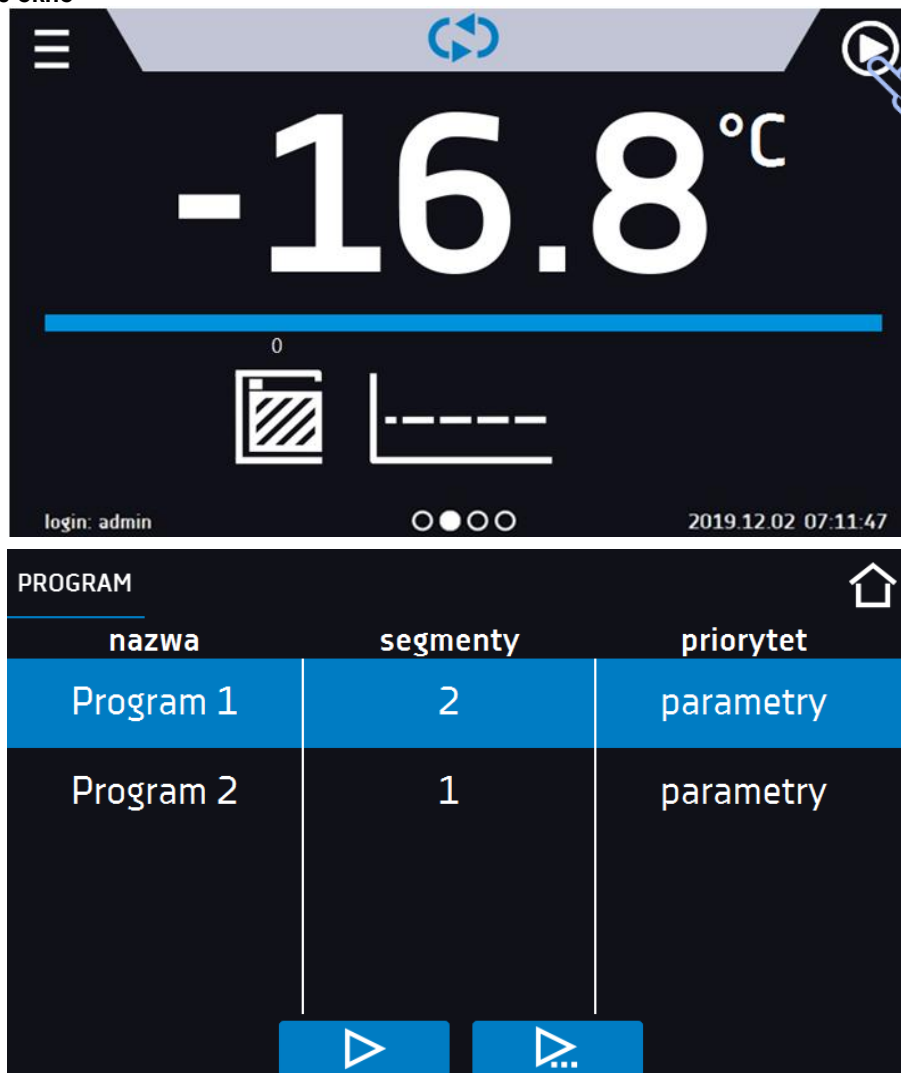 -16.8°C
0
login: admin
2019.12.02 07:11:47
PROGRAM
nazwa segmenty priorytet
Program 1 2 parametry
Program 2 1 parametry